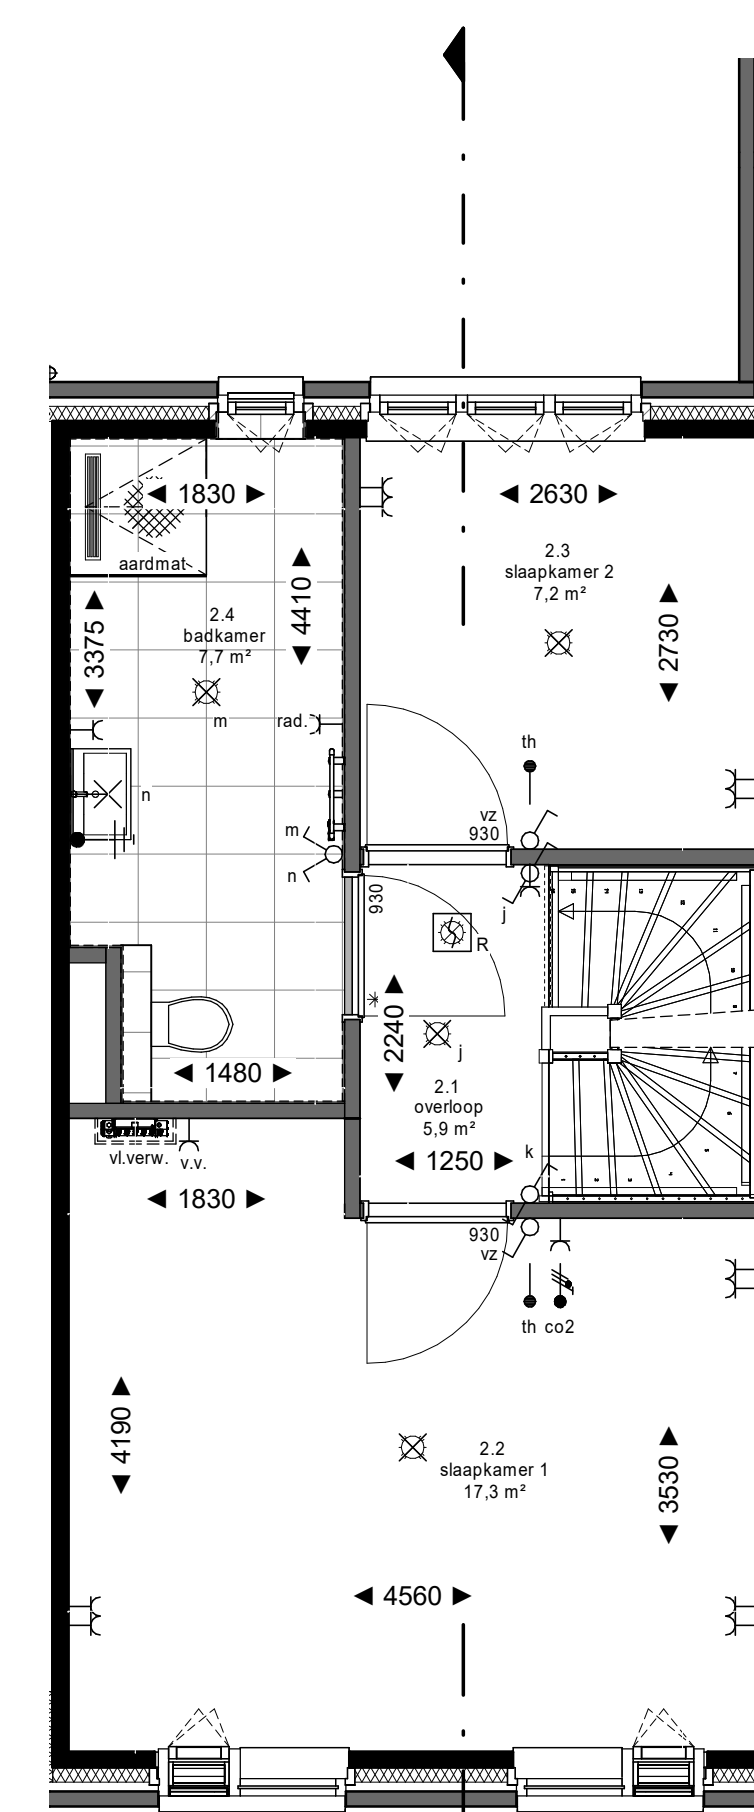 1830
2630
aardmat
2.3
slaapkamer 2
7,2 m²
4410
3375
2.4
badkamer
7,7 m²
2730
m
rad.
th
n
vz
930
m
n
930
j
R
2240
j
1480
2.1
overloop
5,9 m²
k
1250
vl.verw.
v.v.
1830
930
vz
th co2
4190
2.2
slaapkamer 1
17,3 m²
3530
4560